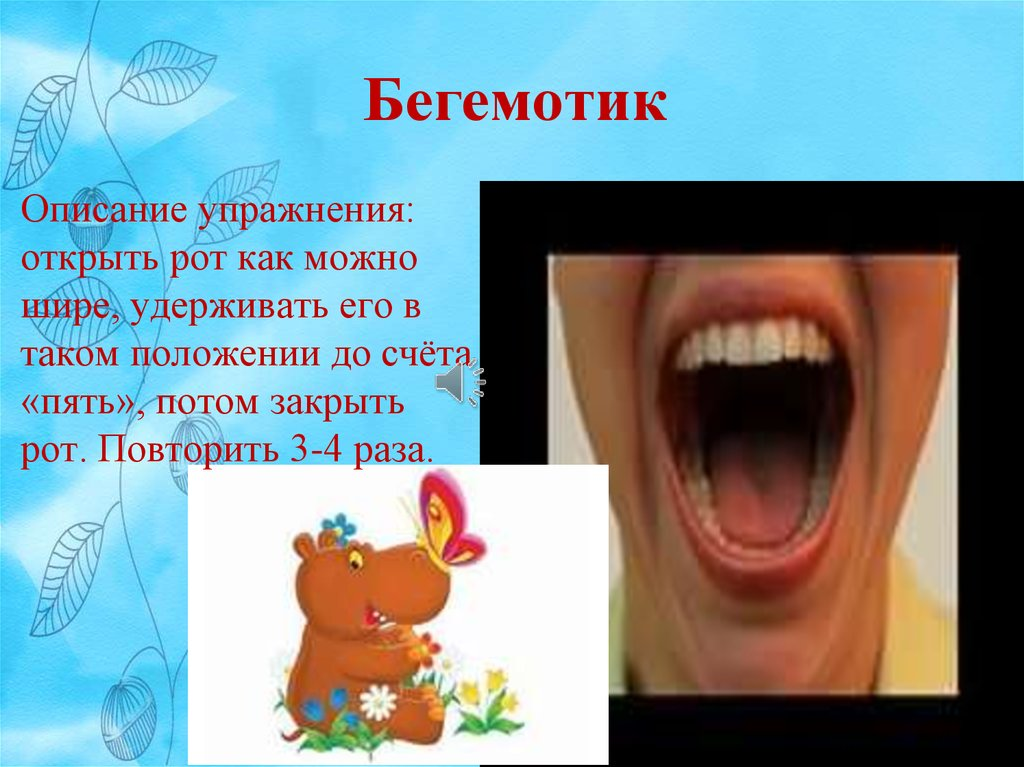 Бегемотик
Описание упражнения:
открыть рот как можно
шире, удерживать его в
таком положении до счёта
«пять», потом закрыть
рот. Повторить 3-4 раза.